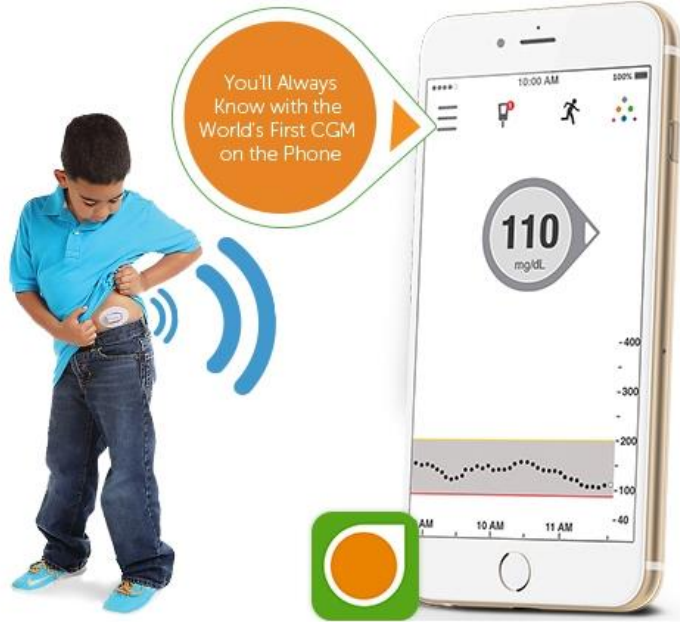 You'll Always
Know with the
World's First CGM
on the Phone
10:00 AM
100%
110
mg/dL
-400
-300
-200
-100
-40
AM
10 AM
11 AM